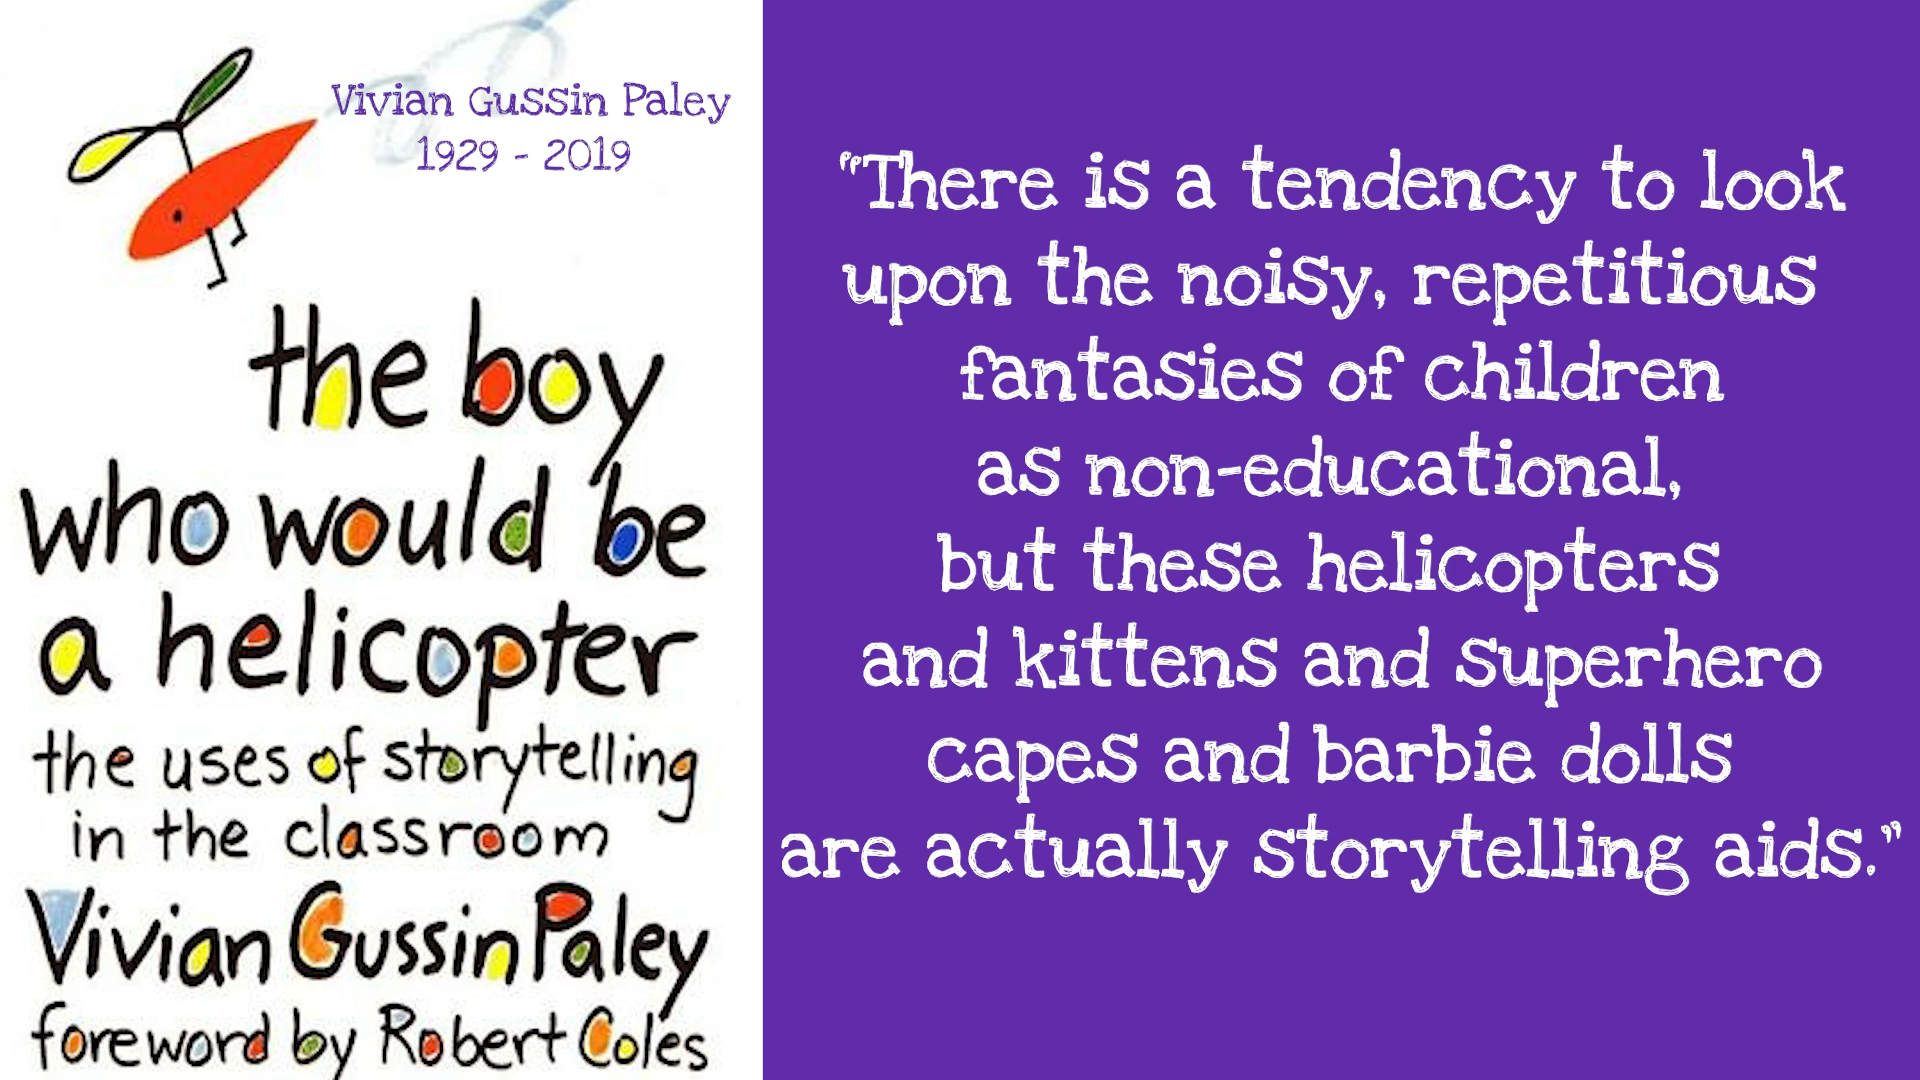 Vivian Gussin Paley
1929 - 2019
the boy
who would be
a helicopter
the uses of storytelling
in the classroom
Vivian Gussin Paley
foreword by Robert Coles
"There is a tendency to look
upon the noisy, repetitious
fantasies of children
as non-educational,
but these helicopters
and kittens and superhero
capes and barbie dolls
are actually storytelling aids."